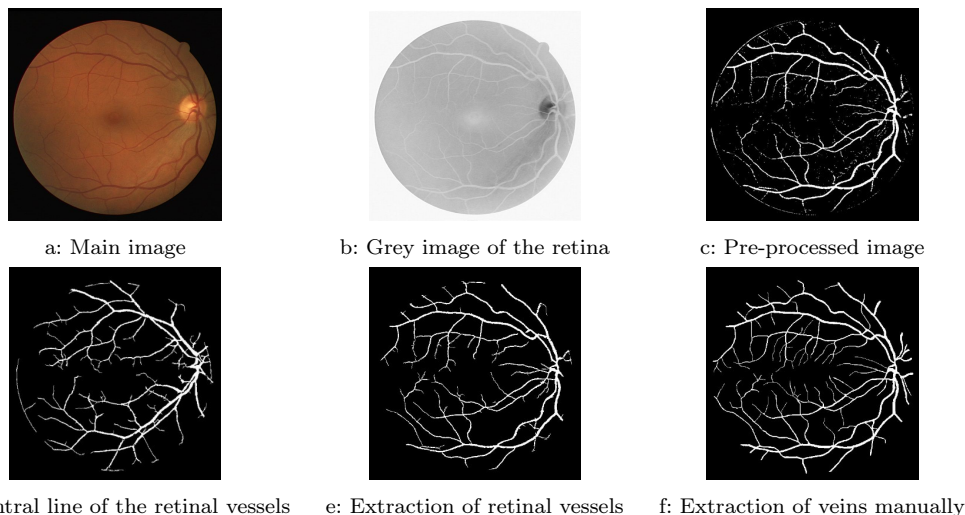 a: Main image
b: Grey image of the retina
c: Pre-processed image
line of the retinal vessels
e: Extraction of retinal vessels
f: Extraction of veins manually